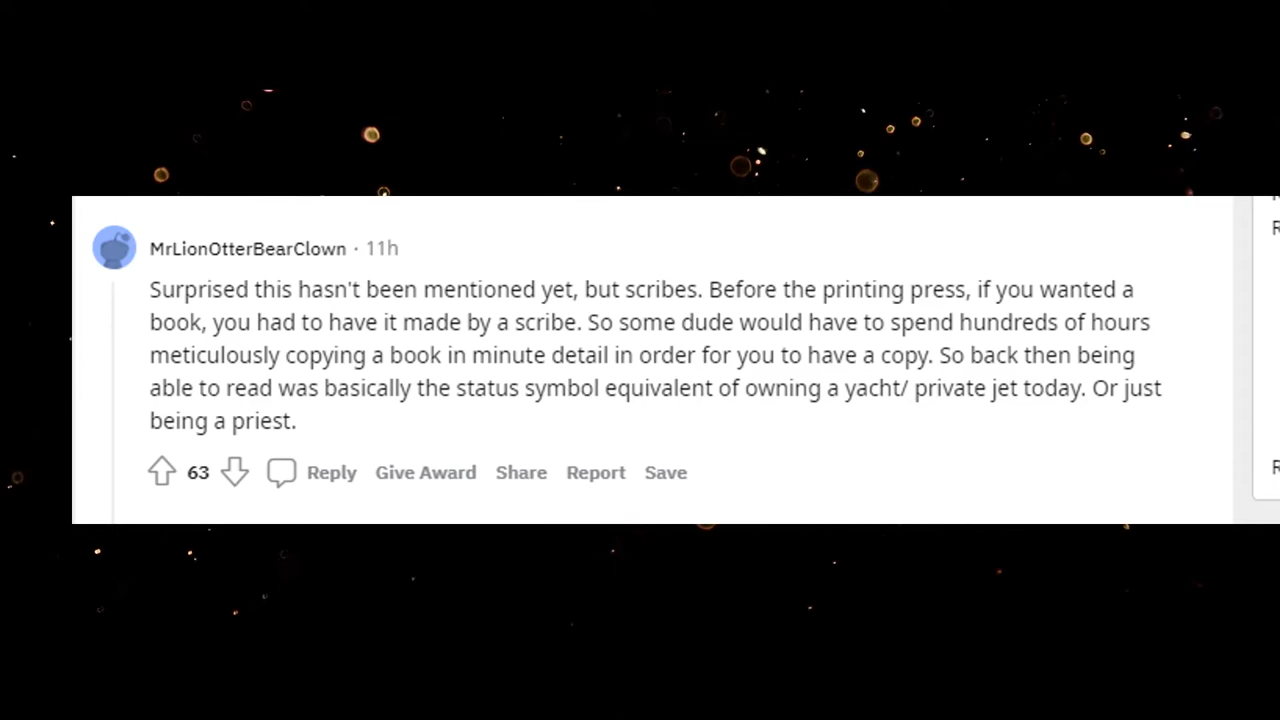 MrLionOtterBearClown · 11h
Surprised this hasn't been mentioned yet, but scribes. Before the printing press, if you wanted a
book, you had to have it made by a scribe. So some dude would have to spend hundreds of hours
meticulously copying a book in minute detail in order for you to have a copy. So back then being
able to read was basically the status symbol equivalent of owning a yacht/ private jet today. Or just
being a priest.
63 Reply Give Award Share Report Save